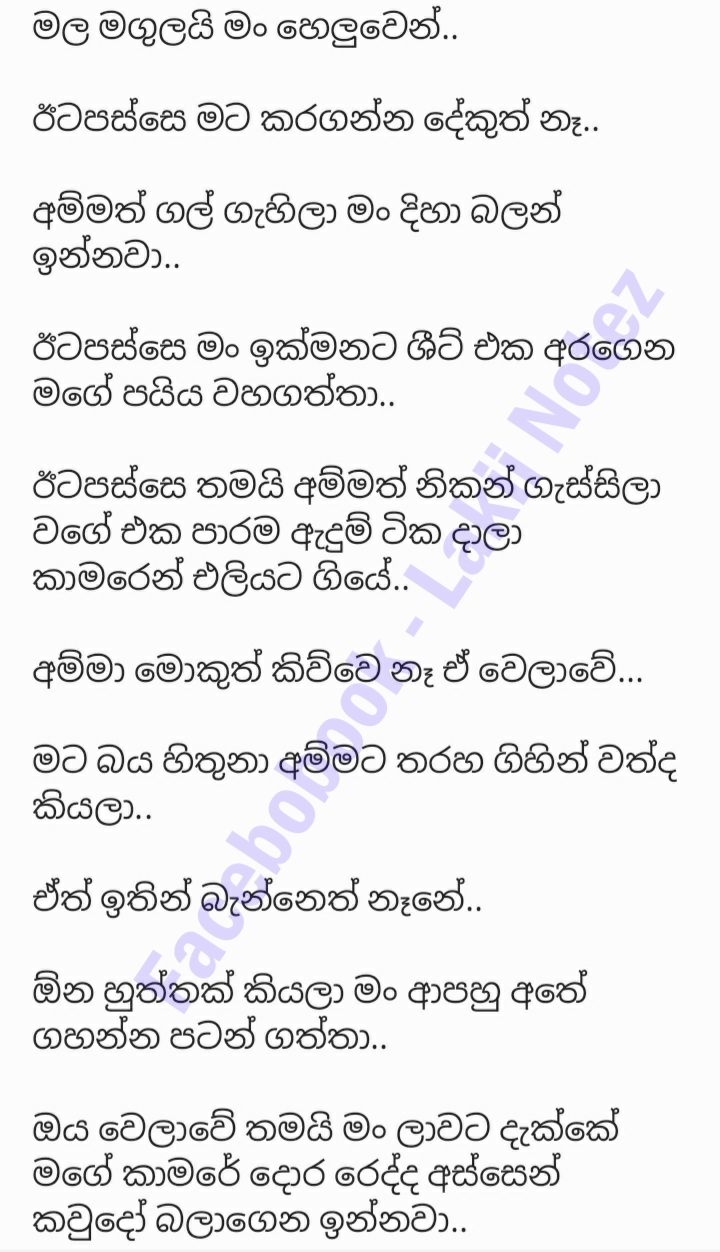 මල මගුලයි මං හෙලුවෙන්..
ඊටපස්සෙ මට කරගන්න දේකුත් නෑ..
අම්මත් ගල් ගැහිලා මං දිහා බලන්
ඉන්නවා..
ඊටපස්සෙ මං ඉක්මනට ශීට් එක අරගෙන
මගේ පයිය වහගත්තා..
ඊටපස්සෙ තමයි අම්මත් නිකන් ගැස්සිලා
වගේ එක පාරම ඇදුම් ටික දාලා
කාමරෙන් එලියට ගියේ..
අම්මා මොකුත් කිව්වෙ නෑ ඒ වෙලාවේ...
මට බය හිතුනා අම්මට තරහ ගිහින් වත්ද
කියලා..
ඒත් ඉතින් බැන්නෙත් නෑනේ..
ඕන හුත්තක් කියලා මං ආපහු අතේ
ගහන්න පටන් ගත්තා..
ඔය වෙලාවේ තමයි මං ලාවට දැක්කේ
මගේ කාමරේ දොර රෙද්ද අස්සෙන්
කවුදෝ බලාගෙන ඉන්නවා..
Facebobook - Lakii Notez